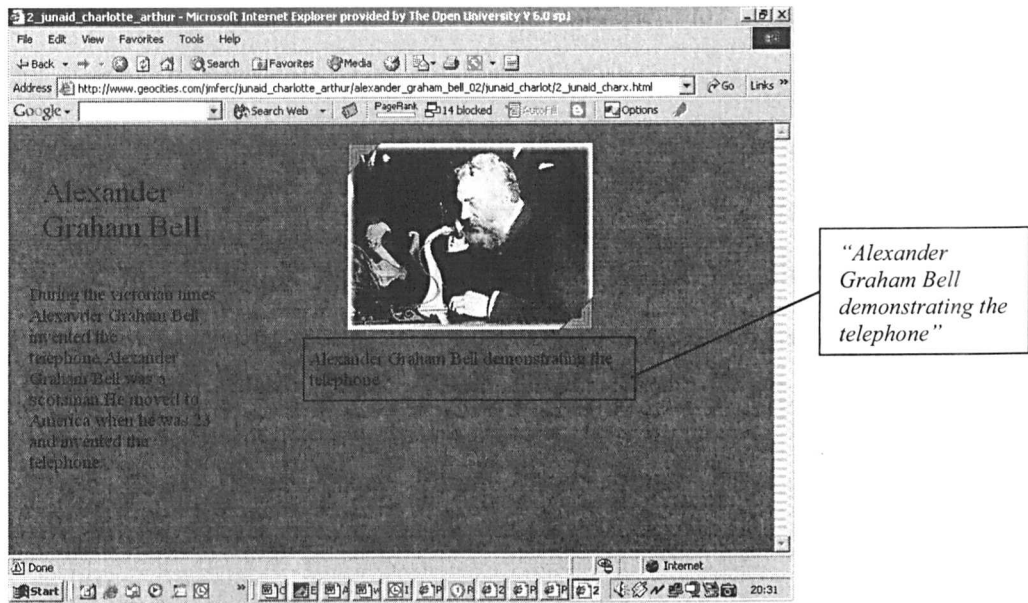 2_junaid_charlotte_arthur - Microsoft Internet Explorer provided by The Open University V 6.0 sp1
File Edit View Favorites Tools Help
Back Search Favorites Media
Address http://www.geocities.com/jmferc/junaid_charlotte_arthur/alexander_graham_bell_02/junaid_charlot/2_junaid_charx.html Go Links »
Google Search Web PageRank 14 blocked AutoFill Options
Alexander
Graham Bell
During the victorian times
Alexavder Graham Bell
invented the
telephone.Alexander
Graham Bell was a
scotsman.He moved to
America when he was 23
and invented the
telephone.
Alexander Graham Bell demonstrating the
telephone
"Alexander
Graham Bell
demonstrating the
telephone"
Done Internet
Start 20:31